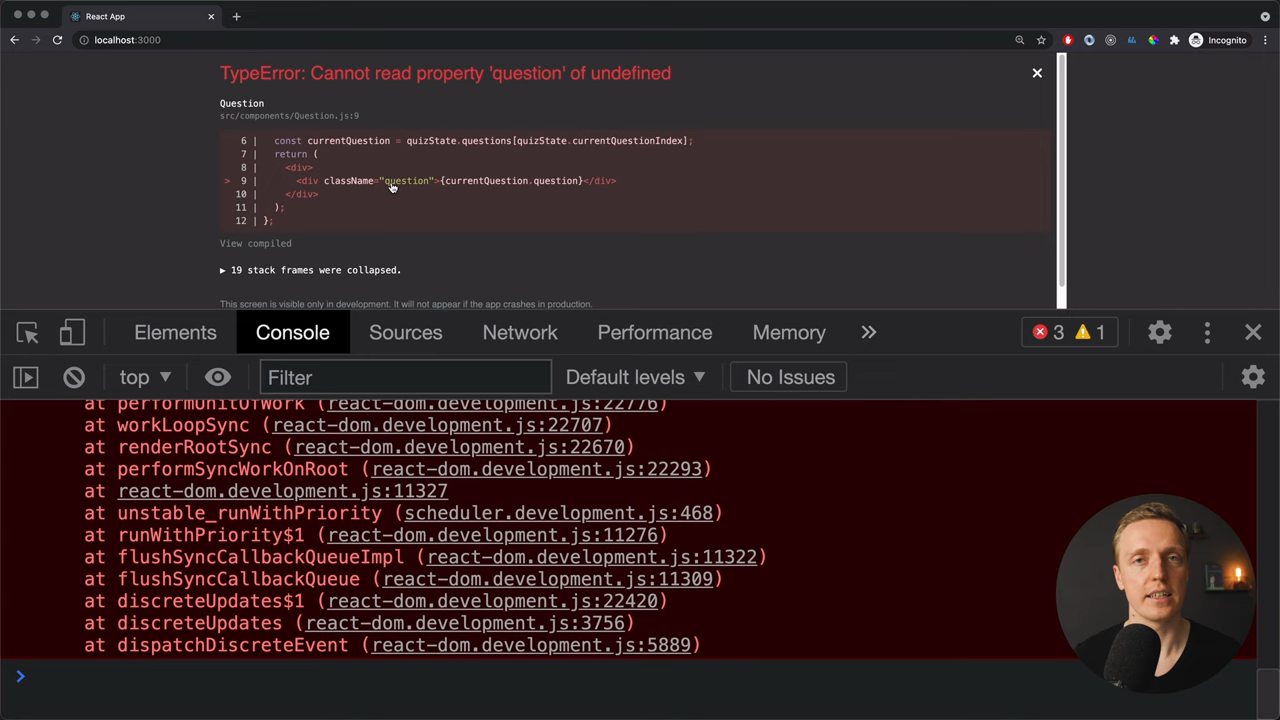 React App
localhost:3000
Incognito
TypeError: Cannot read property 'question' of undefined
Question
src/components/Question.js:9
6 | const currentQuestion = quizState.questions[quizState.currentQuestionIndex];
7 | return (
8 | <div>
> 9 | <div className="question">{currentQuestion.question}</div>
10 | </div>
11 | );
12 | };
View compiled
▶ 19 stack frames were collapsed.
This screen is visible only in development. It will not appear if the app crashes in production.
Elements Console Sources Network Performance Memory » 3 1
top Filter Default levels No Issues
at performUnitOfWork (react-dom.development.js:22776)
at workLoopSync (react-dom.development.js:22707)
at renderRootSync (react-dom.development.js:22670)
at performSyncWorkOnRoot (react-dom.development.js:22293)
at react-dom.development.js:11327
at unstable_runWithPriority (scheduler.development.js:468)
at runWithPriority$1 (react-dom.development.js:11276)
at flushSyncCallbackQueueImpl (react-dom.development.js:11322)
at flushSyncCallbackQueue (react-dom.development.js:11309)
at discreteUpdates$1 (react-dom.development.js:22420)
at discreteUpdates (react-dom.development.js:3756)
at dispatchDiscreteEvent (react-dom.development.js:5889)
>